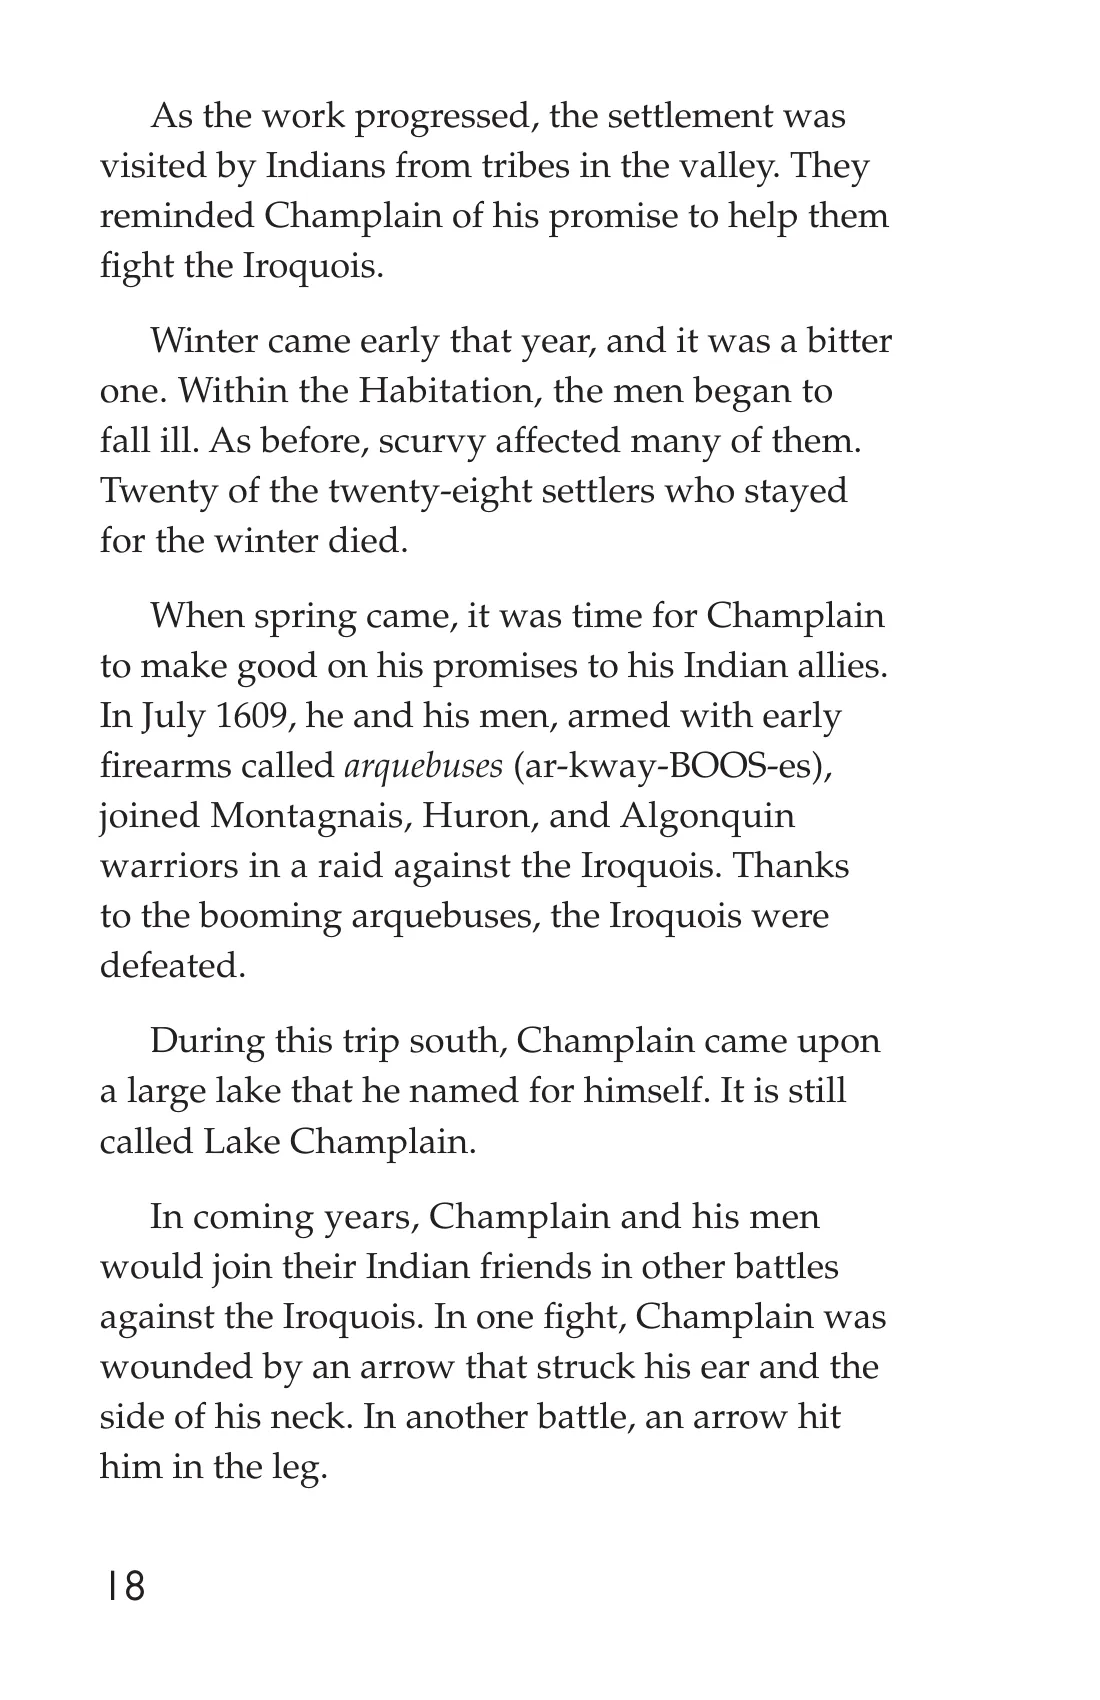 As the work progressed, the settlement was
visited by Indians from tribes in the valley. They
reminded Champlain of his promise to help them
fight the Iroquois.
Winter came early that year, and it was a bitter
one. Within the Habitation, the men began to
fall ill. As before, scurvy affected many of them.
Twenty of the twenty-eight settlers who stayed
for the winter died.
When spring came, it was time for Champlain
to make good on his promises to his Indian allies.
In July 1609, he and his men, armed with early
firearms called arquebuses (ar-kway-BOOS-es),
joined Montagnais, Huron, and Algonquin
warriors in a raid against the Iroquois. Thanks
to the booming arquebuses, the Iroquois were
defeated.
During this trip south, Champlain came upon
a large lake that he named for himself. It is still
called Lake Champlain.
In coming years, Champlain and his men
would join their Indian friends in other battles
against the Iroquois. In one fight, Champlain was
wounded by an arrow that struck his ear and the
side of his neck. In another battle, an arrow hit
him in the leg.
18